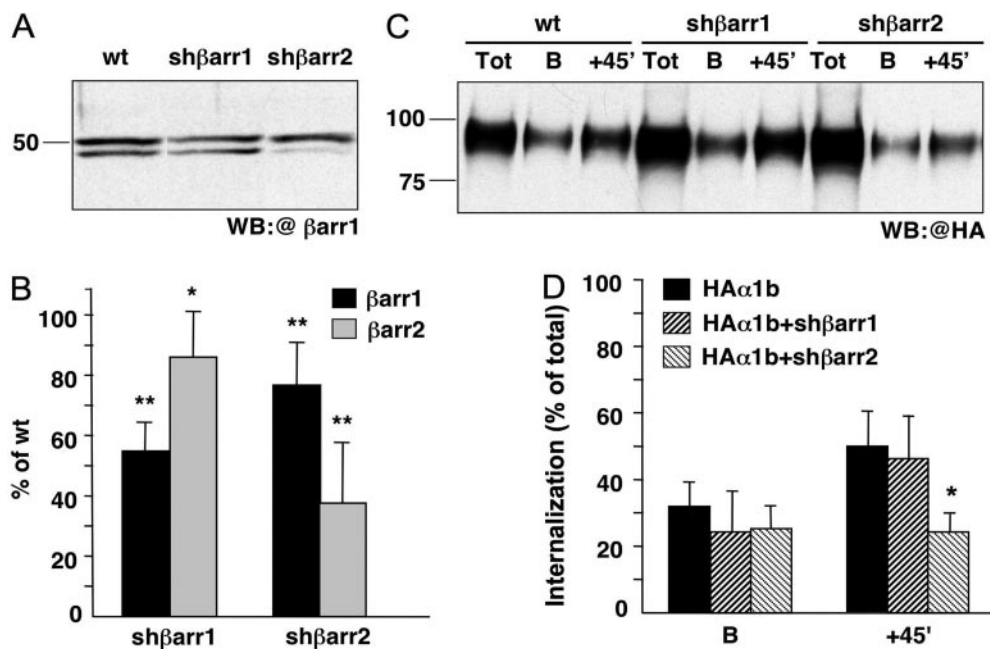 A
wt shβarr1 shβarr2
50
WB:@ βarr1
C
wt shβarr1 shβarr2
Tot B +45' Tot B +45' Tot B +45'
100
75
WB:@HA
B
βarr1
βarr2
% of wt
100
80
60
40
20
0
* ** ** **
shβarr1 shβarr2
D
HAα1b
HAα1b+shβarr1
HAα1b+shβarr2
Internalization (% of total)
100
80
60
40
20
0
*
B +45'